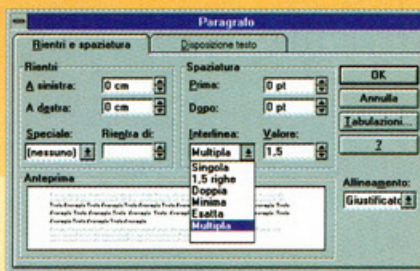 Paragrafo
Rientri e spaziatura
Disposizione testo
Rientri
A sinistra: 0 cm
A destra: 0 cm
Speciale: Rientra di:
(nessuno)
Spaziatura
Prima: 0 pt
Dopo: 0 pt
Interlinea: Valore:
Multipla 1,5
Singola
1,5 righe
Doppia
Minima
Esatta
Multipla
OK
Annulla
Tabulazioni...
?
Allineamento:
Giustificato
Anteprima